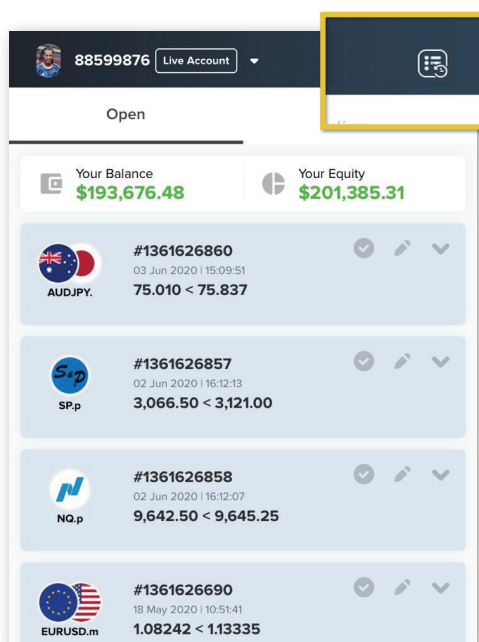 88599876 Live Account
Open
Your Balance
$193,676.48
Your Equity
$201,385.31
#1361626860
03 Jun 2020 | 15:09:51
75.010 < 75.837
AUDJPY.
#1361626857
02 Jun 2020 | 16:12:13
3,066.50 < 3,121.00
S&P
SP.p
#1361626858
02 Jun 2020 | 16:12:07
9,642.50 < 9,645.25
NQ.p
#1361626690
18 May 2020 | 10:51:41
1.08242 < 1.13335
EURUSD.m